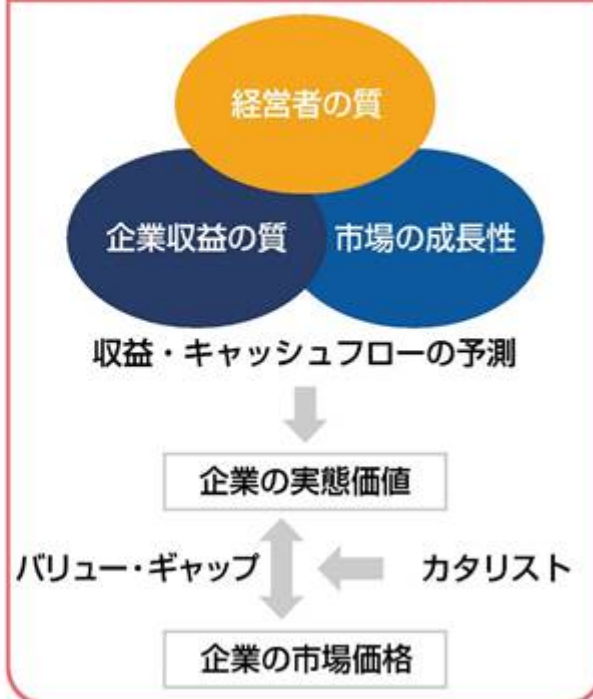 経営者の質
企業収益の質
市場の成長性
収益・キャッシュフローの予測
企業の実態価値
バリュー・ギャップ
カタリスト
企業の市場価格